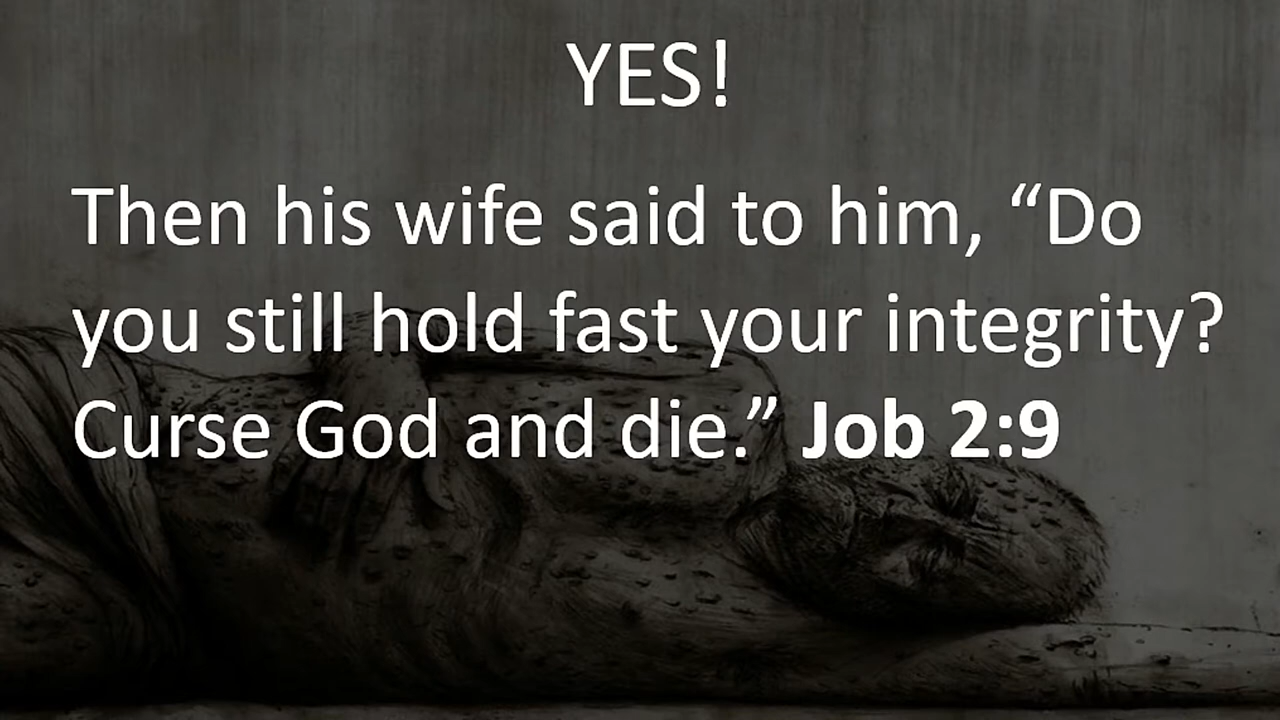 YES!
Then his wife said to him, “Do
you still hold fast your integrity?
Curse God and die.” Job 2:9